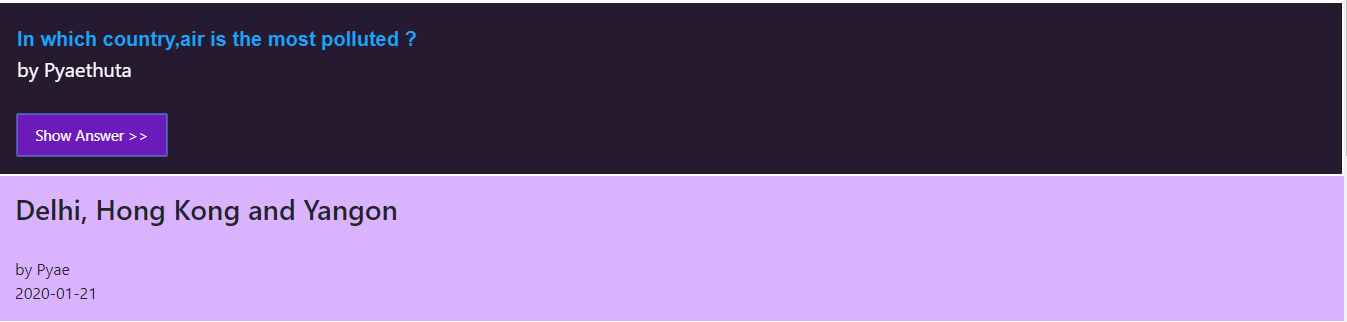 In which country,air is the most polluted ?
by Pyaethuta
Show Answer >>
Delhi, Hong Kong and Yangon
by Pyae
2020-01-21